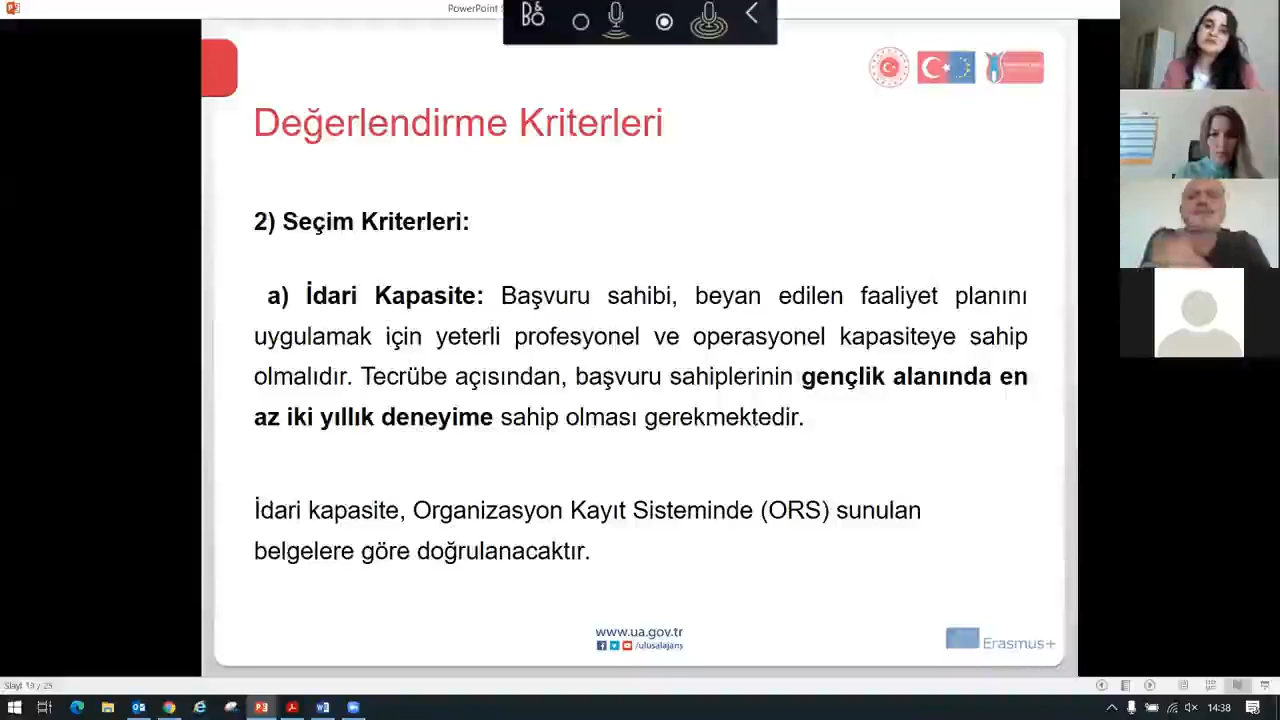 PowerPoint S
B&O
Değerlendirme Kriterleri
2) Seçim Kriterleri:
a) İdari Kapasite: Başvuru sahibi, beyan edilen faaliyet planını
uygulamak için yeterli profesyonel ve operasyonel kapasiteye sahip
olmalıdır. Tecrübe açısından, başvuru sahiplerinin gençlik alanında en
az iki yıllık deneyime sahip olması gerekmektedir.
İdari kapasite, Organizasyon Kayıt Sisteminde (ORS) sunulan
belgelere göre doğrulanacaktır.
www.ua.gov.tr
/ulusalajans
Erasmus+
14:38